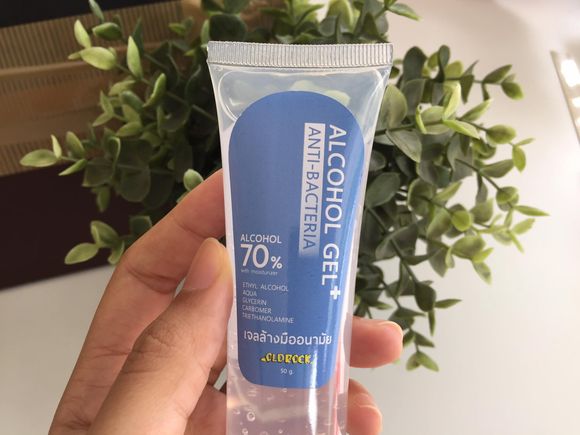 ALCOHOL GEL+
ANTI-BACTERIA
ALCOHOL
70%
with moisturizer
ETHYL ALCOHOL
AQUA
GLYCERIN
CARBOMER
TRIETHANOLAMINE
เจลล้างมืออนามัย
OLDROCK
50 g.